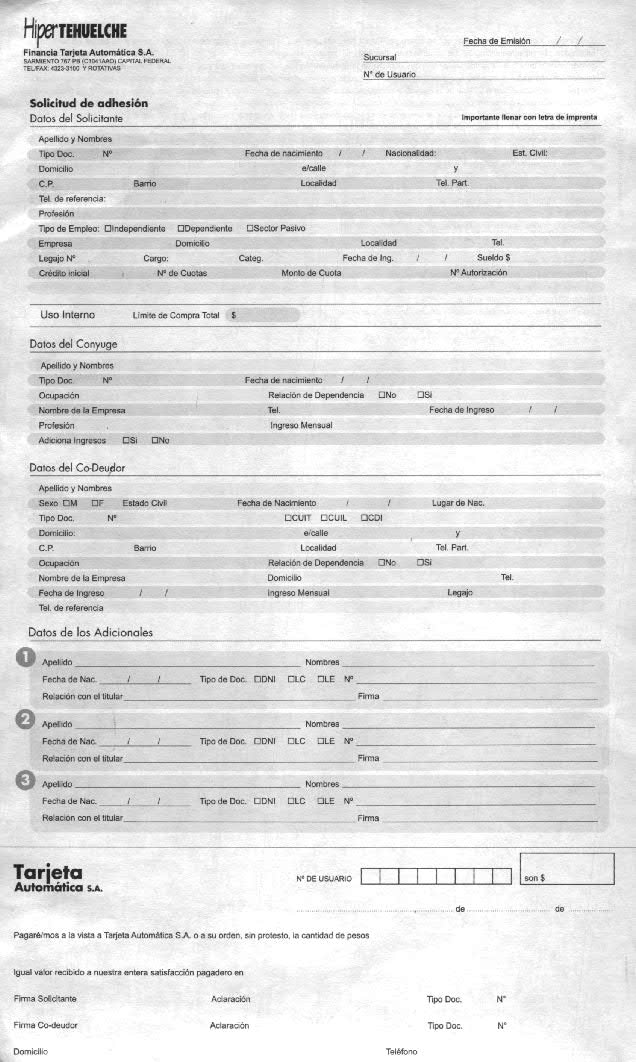 HiperTEHUELCHE
Financia Tarjeta Automática S.A.
SARMIENTO 767 PB (C1041AAO) CAPITAL FEDERAL
TEL/FAX: 4323-3100 Y ROTATIVAS
Fecha de Emisión / /
Sucursal
N° de Usuario
Solicitud de adhesión
Datos del Solicitante Importante llenar con letra de imprenta
Apellido y Nombres
Tipo Doc. Nº Fecha de nacimiento / / Nacionalidad: Est. Civil:
Domicilio e/calle y
C.P. Barrio Localidad Tel. Part.
Tel. de referencia:
Profesión
Tipo de Empleo: ☐Independiente ☐Dependiente ☐Sector Pasivo
Empresa Domicilio Localidad Tel.
Legajo Nº Cargo: Categ. Fecha de Ing. / / Sueldo $
Crédito inicial Nº de Cuotas Monto de Cuota Nº Autorización
Uso Interno Límite de Compra Total $
Datos del Conyuge
Apellido y Nombres
Tipo Doc. Nº Fecha de nacimiento / /
Ocupación Relación de Dependencia ☐No ☐Si
Nombre de la Empresa Tel. Fecha de Ingreso / /
Profesión Ingreso Mensual
Adiciona Ingresos ☐Si ☐No
Datos del Co-Deudor
Apellido y Nombres
Sexo ☐M ☐F Estado Civil Fecha de Nacimiento / / Lugar de Nac.
Tipo Doc. Nº ☐CUIT ☐CUIL ☐CDI
Domicilio: e/calle y
C.P. Barrio Localidad Tel. Part.
Ocupación Relación de Dependencia ☐No ☐Si
Nombre de la Empresa Domicilio Tel.
Fecha de Ingreso / / Ingreso Mensual Legajo
Tel. de referencia
Datos de los Adicionales
1 Apellido Nombres
Fecha de Nac. / / Tipo de Doc. ☐DNI ☐LC ☐LE Nº
Relación con el titular Firma
2 Apellido Nombres
Fecha de Nac. / / Tipo de Doc. ☐DNI ☐LC ☐LE Nº
Relación con el titular Firma
3 Apellido Nombres
Fecha de Nac. / / Tipo de Doc. ☐DNI ☐LC ☐LE Nº
Relación con el titular Firma
Tarjeta
Automática S.A.
Nº DE USUARIO son $
de de
Pagaré/mos a la vista a Tarjeta Automática S.A. o a su orden, sin protesto, la cantidad de pesos
Igual valor recibido a nuestra entera satisfacción pagadero en
Firma Solicitante Aclaración Tipo Doc. N°
Firma Co-deudor Aclaración Tipo Doc. N°
Domicilio Teléfono